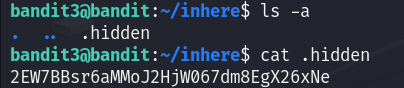 bandit3@bandit:~/inhere$ ls -a
.  ..  .hidden
bandit3@bandit:~/inhere$ cat .hidden
2EW7BBsr6aMMoJ2HjW067dm8EgX26xNe